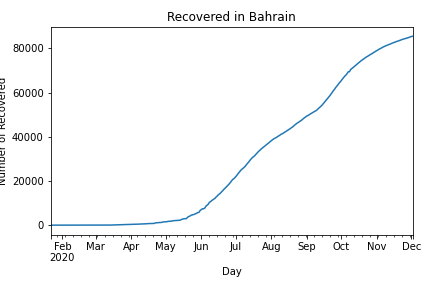 Recovered in Bahrain
Number of Recovered
80000
60000
40000
20000
0
Feb Mar Apr May Jun Jul Aug Sep Oct Nov Dec
2020
Day